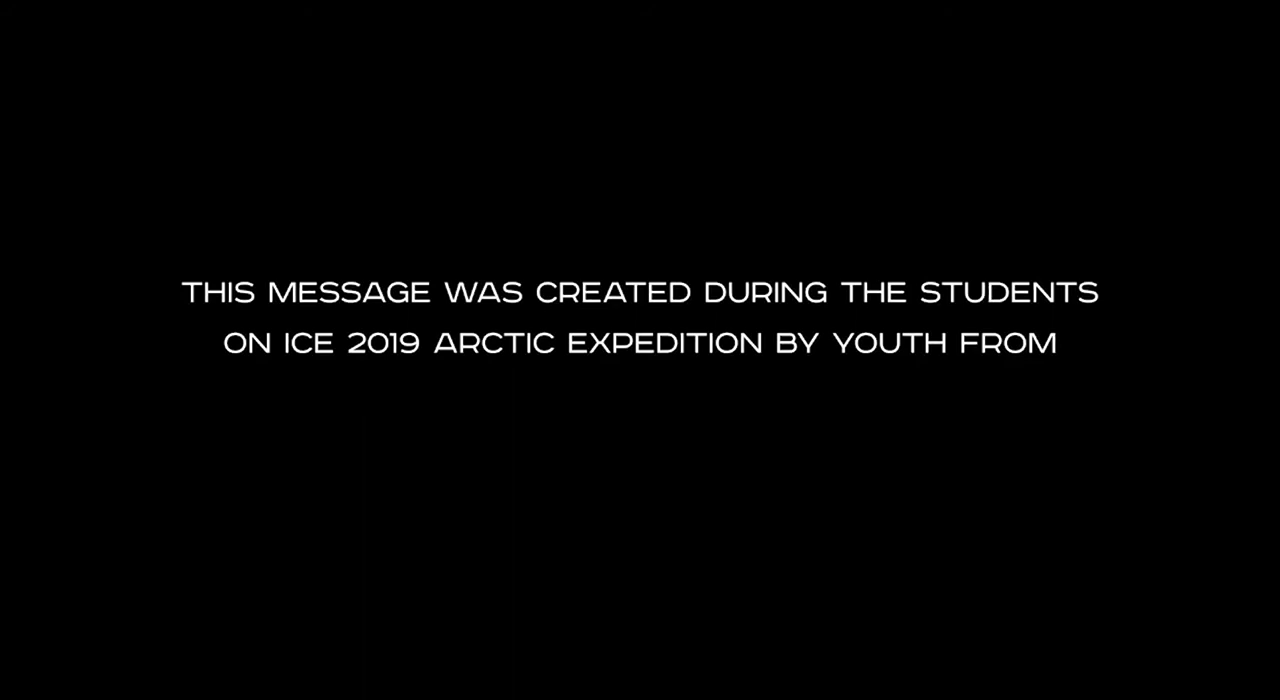 THIS MESSAGE WAS CREATED DURING THE STUDENTS
ON ICE 2019 ARCTIC EXPEDITION BY YOUTH FROM